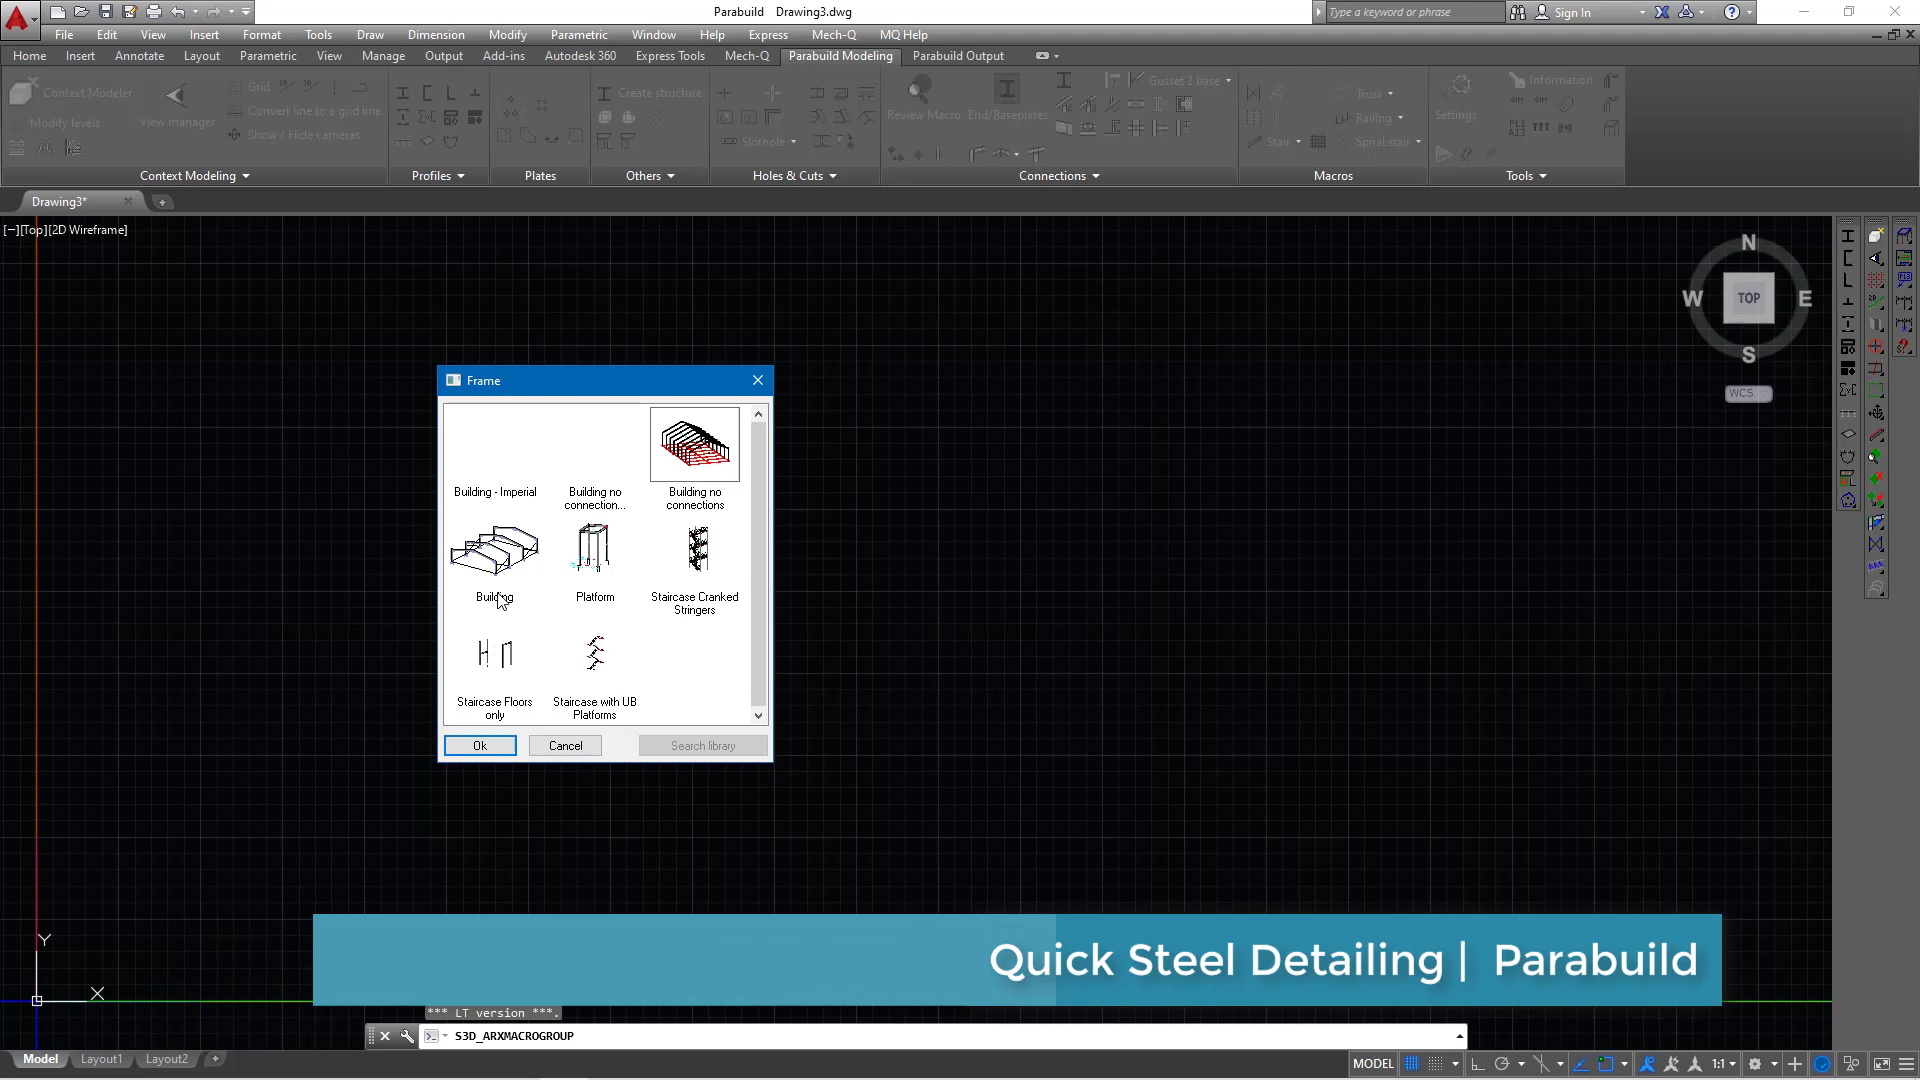 Parabuild Drawing3.dwg
Type a keyword or phrase
Sign In
File Edit View Insert Format Tools Draw Dimension Modify Parametric Window Help Express Mech-Q MQ Help
Home Insert Annotate Layout Parametric View Manage Output Add-ins Autodesk 360 Express Tools Mech-Q Parabuild Modeling Parabuild Output
Context Modeler
Modify levels
View manager
Grid
Convert line to a grid line
Show / Hide cameras
Create structure
Slothole
Review Macro
End/Baseplates
Gusset 2 base
Stair
Truss
Railing
Spiral stair
Settings
Information
Context Modeling Profiles Plates Others Holes & Cuts Connections Macros Tools
Drawing3*
[−][Top][2D Wireframe]
N
W TOP E
S
WCS
Frame
Building - Imperial
Building no
connection...
Building no
connections
Building
Platform
Staircase Cranked
Stringers
Staircase Floors
only
Staircase with UB
Platforms
Ok Cancel Search library
Quick Steel Detailing | Parabuild
Y
X
*** LT version ***.
S3D_ARXMACROGROUP
Model Layout1 Layout2
MODEL 1:1